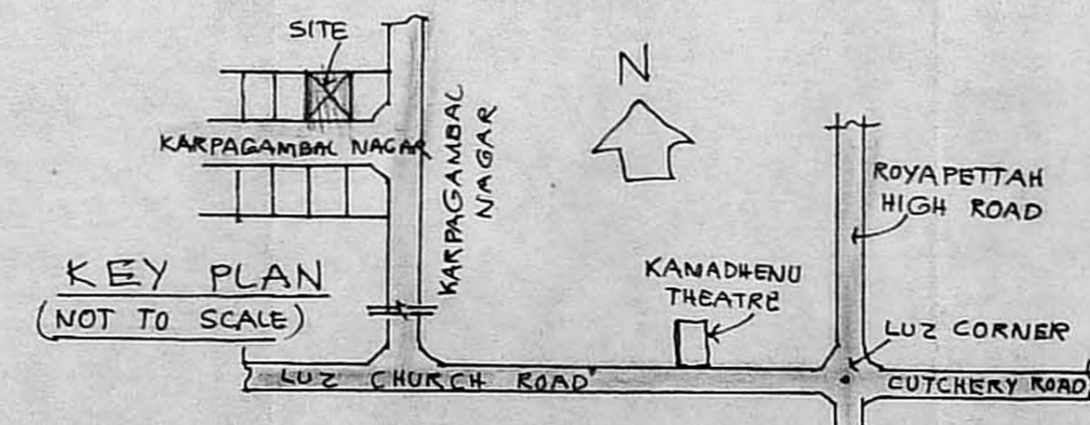 SITE
N
KARPAGAMBAL NAGAR
KARPAGAMBAL
NAGAR
ROYAPETTAH
HIGH ROAD
KEY PLAN
(NOT TO SCALE)
KAMADHENU
THEATRE
LUZ CORNER
LUZ CHURCH ROAD
CUTCHERY ROAD